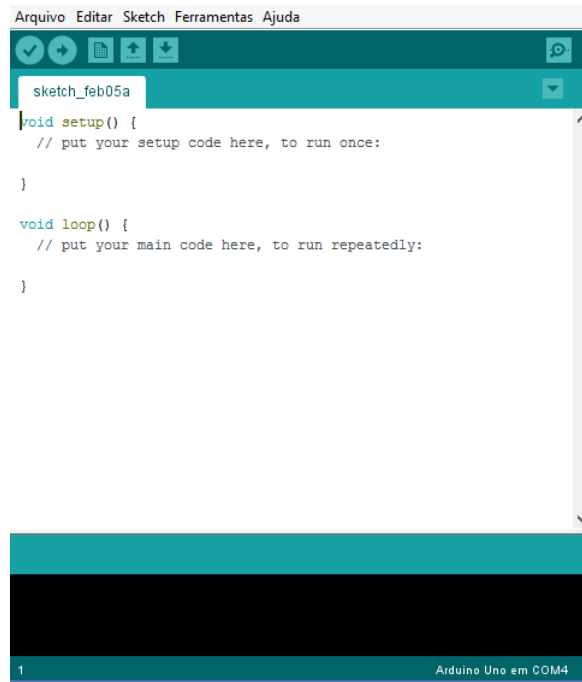 Arquivo Editar Sketch Ferramentas Ajuda
sketch_feb05a
void setup() {
  // put your setup code here, to run once:
}
void loop() {
  // put your main code here, to run repeatedly:
}
1 Arduino Uno em COM4